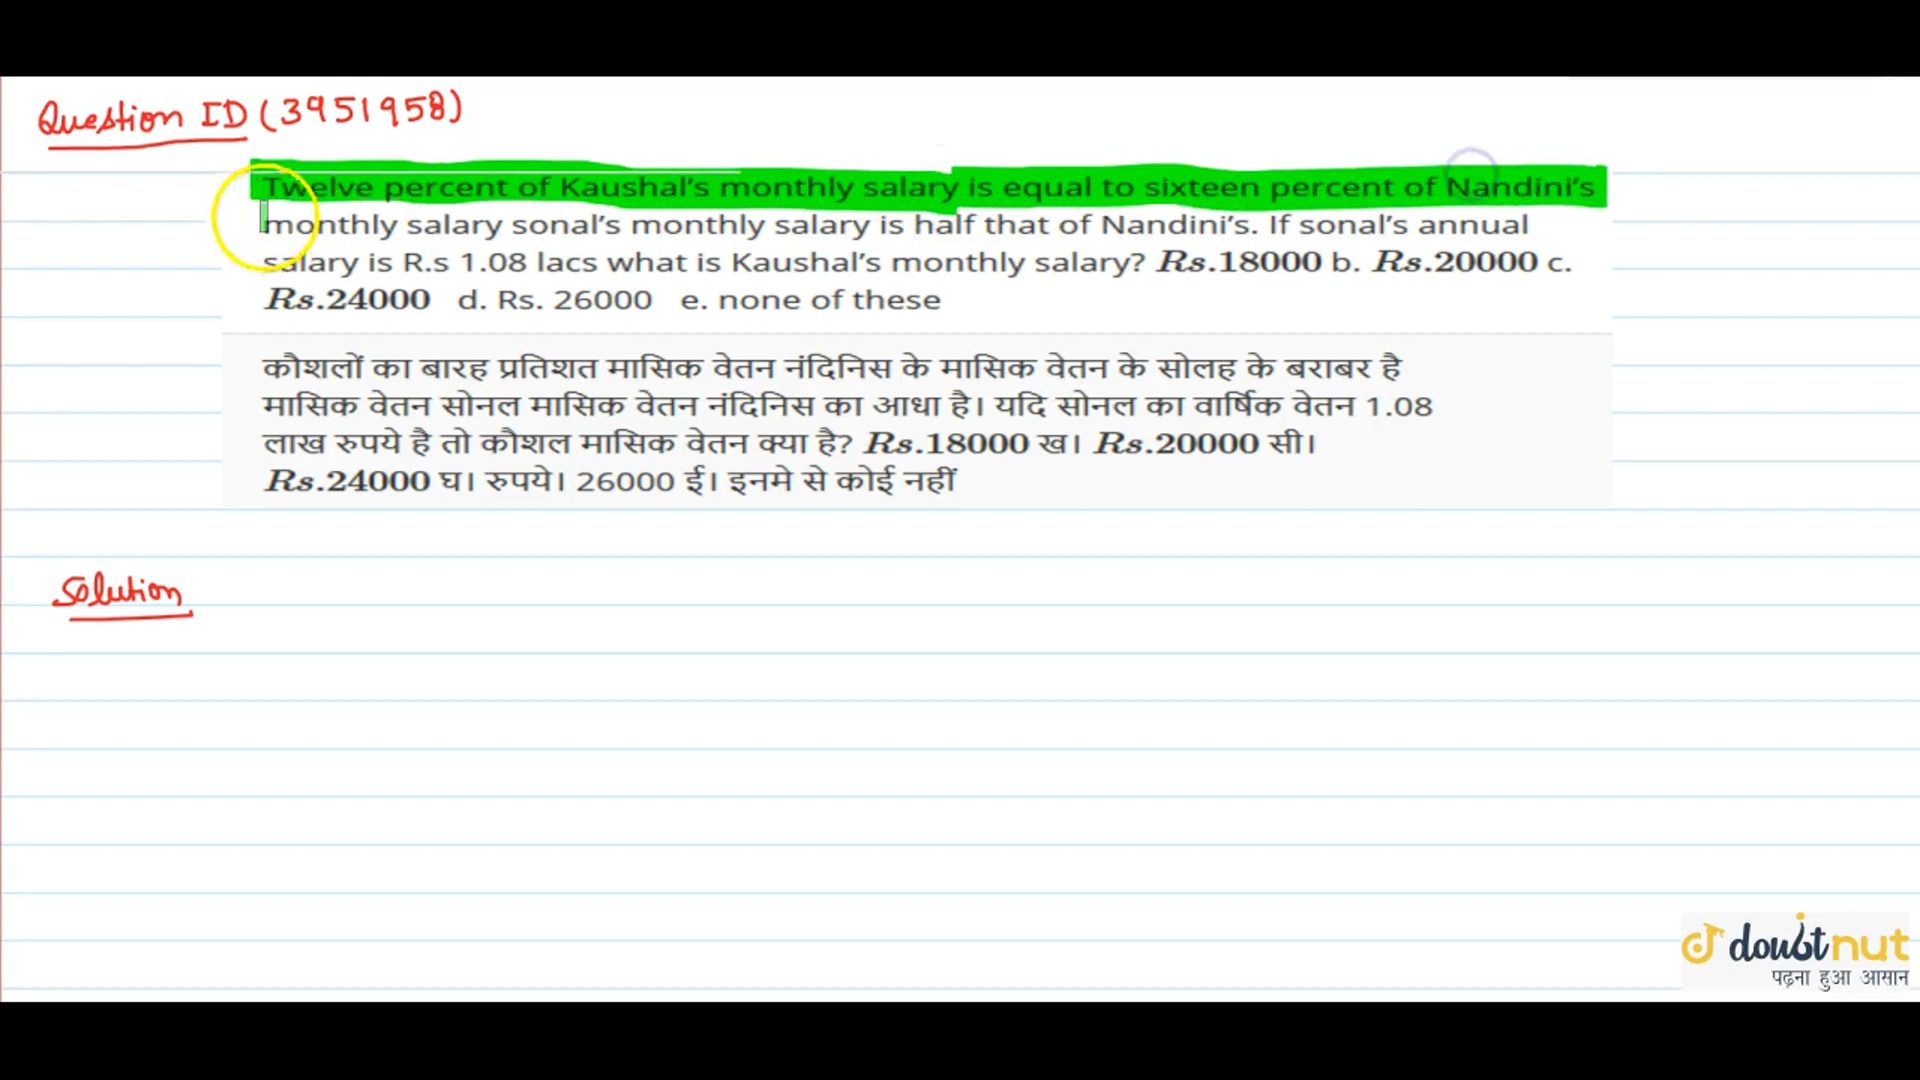 Question ID (3951958)
Twelve percent of Kaushal's monthly salary is equal to sixteen percent of Nandini's
monthly salary sonal's monthly salary is half that of Nandini's. If sonal's annual
salary is R.s 1.08 lacs what is Kaushal's monthly salary? Rs.18000 b. Rs.20000 c.
Rs.24000 d. Rs. 26000 e. none of these
कौशलों का बारह प्रतिशत मासिक वेतन नंदिनिस के मासिक वेतन के सोलह के बराबर है
मासिक वेतन सोनल मासिक वेतन नंदिनिस का आधा है। यदि सोनल का वार्षिक वेतन 1.08
लाख रुपये है तो कौशल मासिक वेतन क्या है? Rs.18000 ख। Rs.20000 सी।
Rs.24000 घ। रुपये। 26000 ई। इनमे से कोई नहीं
Solution
doubtnut
पढ़ना हुआ आसान